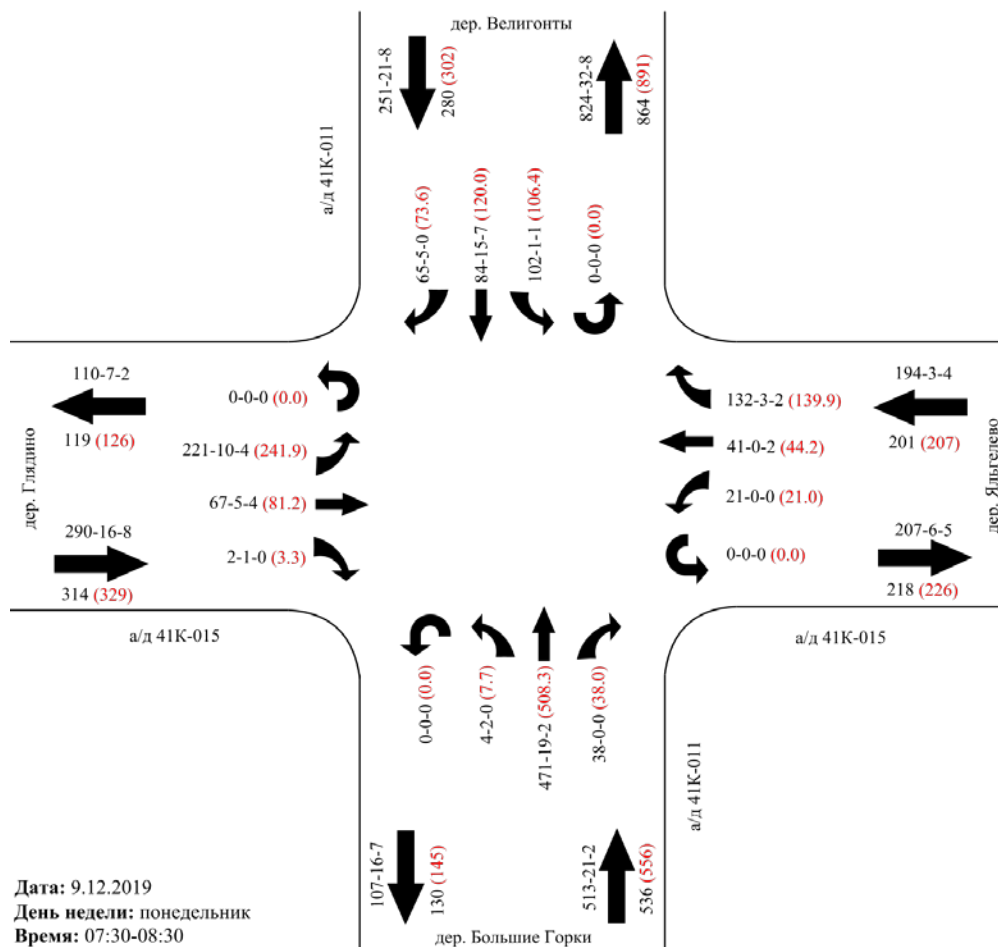 дер. Велигонты
251-21-8
280 (302)
824-32-8
864 (891)
а/д 41К-011
65-5-0 (73.6)
84-15-7 (120.0)
102-1-1 (106.4)
0-0-0 (0.0)
110-7-2
119 (126)
дер. Глядино
290-16-8
314 (329)
а/д 41К-015
0-0-0 (0.0)
221-10-4 (241.9)
67-5-4 (81.2)
2-1-0 (3.3)
132-3-2 (139.9)
41-0-2 (44.2)
21-0-0 (21.0)
0-0-0 (0.0)
194-3-4
201 (207)
дер. Яльгелево
207-6-5
218 (226)
а/д 41К-015
0-0-0 (0.0)
4-2-0 (7.7)
471-19-2 (508.3)
38-0-0 (38.0)
а/д 41К-011
107-16-7
130 (145)
513-21-2
536 (556)
дер. Большие Горки
Дата: 9.12.2019
День недели: понедельник
Время: 07:30-08:30